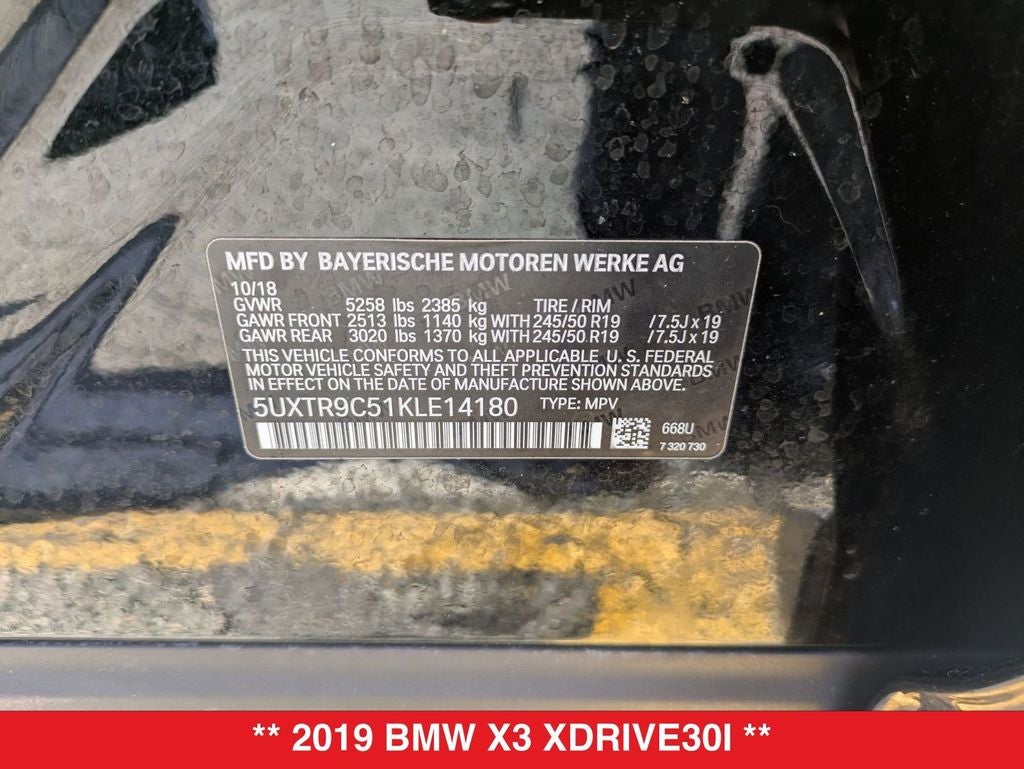 MFD BY BAYERISCHE MOTOREN WERKE AG
10/18
GVWR 5258 lbs 2385 kg TIRE / RIM
GAWR FRONT 2513 lbs 1140 kg WITH 245/50 R19 / 7.5J x 19
GAWR REAR 3020 lbs 1370 kg WITH 245/50 R19 / 7.5J x 19
THIS VEHICLE CONFORMS TO ALL APPLICABLE U. S. FEDERAL
MOTOR VEHICLE SAFETY AND THEFT PREVENTION STANDARDS
IN EFFECT ON THE DATE OF MANUFACTURE SHOWN ABOVE.
5UXTR9C51KLE14180 TYPE: MPV
668U
7 320 730
** 2019 BMW X3 XDRIVE30I **